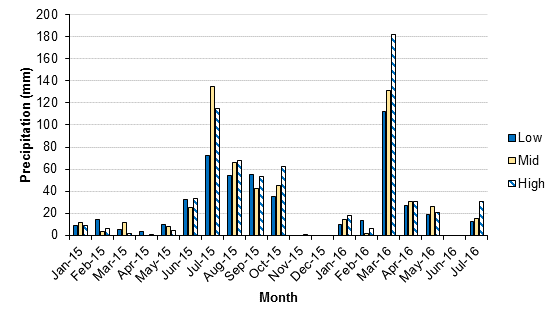 200
180
160
140
120
100
80
60
40
20
0
Precipitation (mm)
Jan-15
Feb-15
Mar-15
Apr-15
May-15
Jun-15
Jul-15
Aug-15
Sep-15
Oct-15
Nov-15
Dec-15
Jan-16
Feb-16
Mar-16
Apr-16
May-16
Jun-16
Jul-16
Month
Low
Mid
High